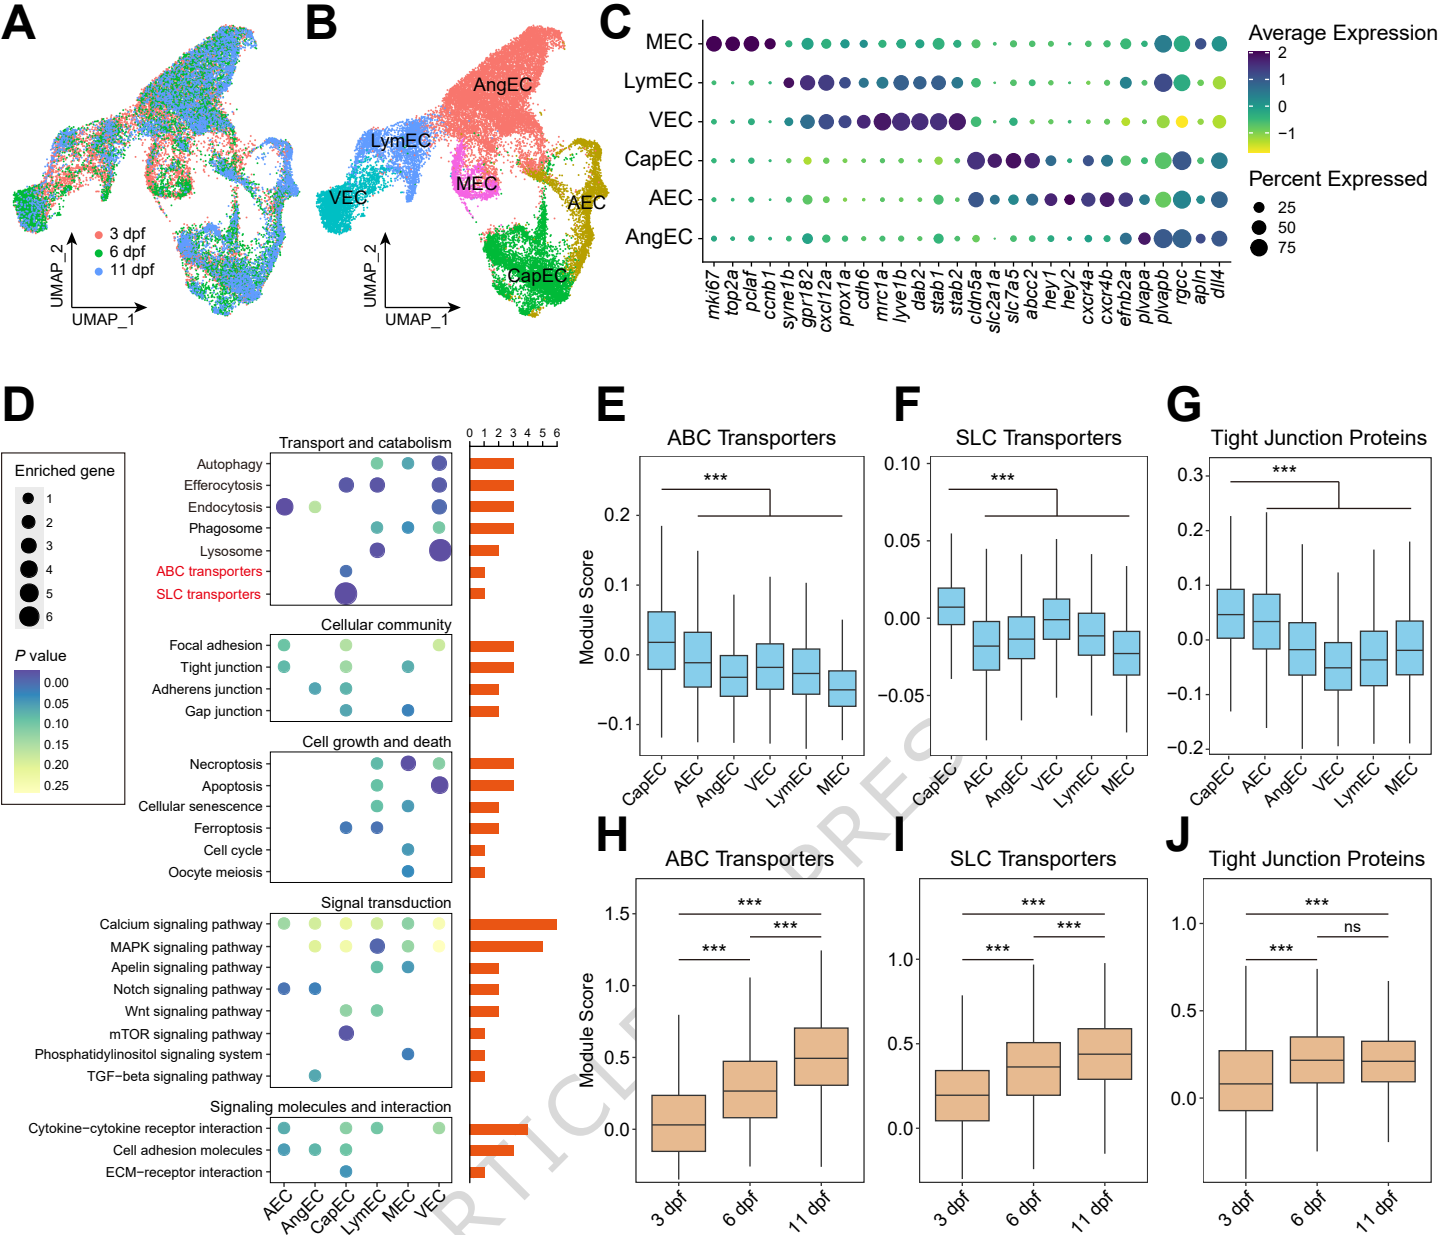 A
3 dpf
6 dpf
11 dpf
UMAP_2
UMAP_1
B
AngEC
LymEC
MEC
VEC
AEC
CapEC
UMAP_2
UMAP_1
C
MEC
LymEC
VEC
CapEC
AEC
AngEC
mki67 top2a pclaf ccnb1 syne1b gpr182 cxcl12a prox1a cdh6 mrc1a lyve1b dab2 stab1 stab2 cldn5a slc2a1a slc7a5 abcc2 hey1 hey2 cxcr4a cxcr4b efnb2a plvapa plvapb rgcc apln dll4
Average Expression
2
1
0
−1
Percent Expressed
25
50
75
D
Enriched gene
1
2
3
4
5
6
P value
0.00
0.05
0.10
0.15
0.20
0.25
0 1 2 3 4 5 6
Transport and catabolism
Autophagy
Efferocytosis
Endocytosis
Phagosome
Lysosome
ABC transporters
SLC transporters
Cellular community
Focal adhesion
Tight junction
Adherens junction
Gap junction
Cell growth and death
Necroptosis
Apoptosis
Cellular senescence
Ferroptosis
Cell cycle
Oocyte meiosis
Signal transduction
Calcium signaling pathway
MAPK signaling pathway
Apelin signaling pathway
Notch signaling pathway
Wnt signaling pathway
mTOR signaling pathway
Phosphatidylinositol signaling system
TGF−beta signaling pathway
Signaling molecules and interaction
Cytokine−cytokine receptor interaction
Cell adhesion molecules
ECM−receptor interaction
AEC AngEC CapEC LymEC MEC VEC
E
ABC Transporters
***
Module Score
0.2
0.1
0.0
−0.1
CapEC AEC AngEC VEC LymEC MEC
F
SLC Transporters
***
0.10
0.05
0.00
−0.05
CapEC AEC AngEC VEC LymEC MEC
G
Tight Junction Proteins
***
0.3
0.2
0.1
0.0
−0.1
−0.2
CapEC AEC AngEC VEC LymEC MEC
H
ABC Transporters
***
***
***
Module Score
1.5
1.0
0.5
0.0
3 dpf 6 dpf 11 dpf
I
SLC Transporters
***
***
***
1.0
0.5
0.0
3 dpf 6 dpf 11 dpf
J
Tight Junction Proteins
***
ns
***
1.0
0.5
0.0
3 dpf 6 dpf 11 dpf